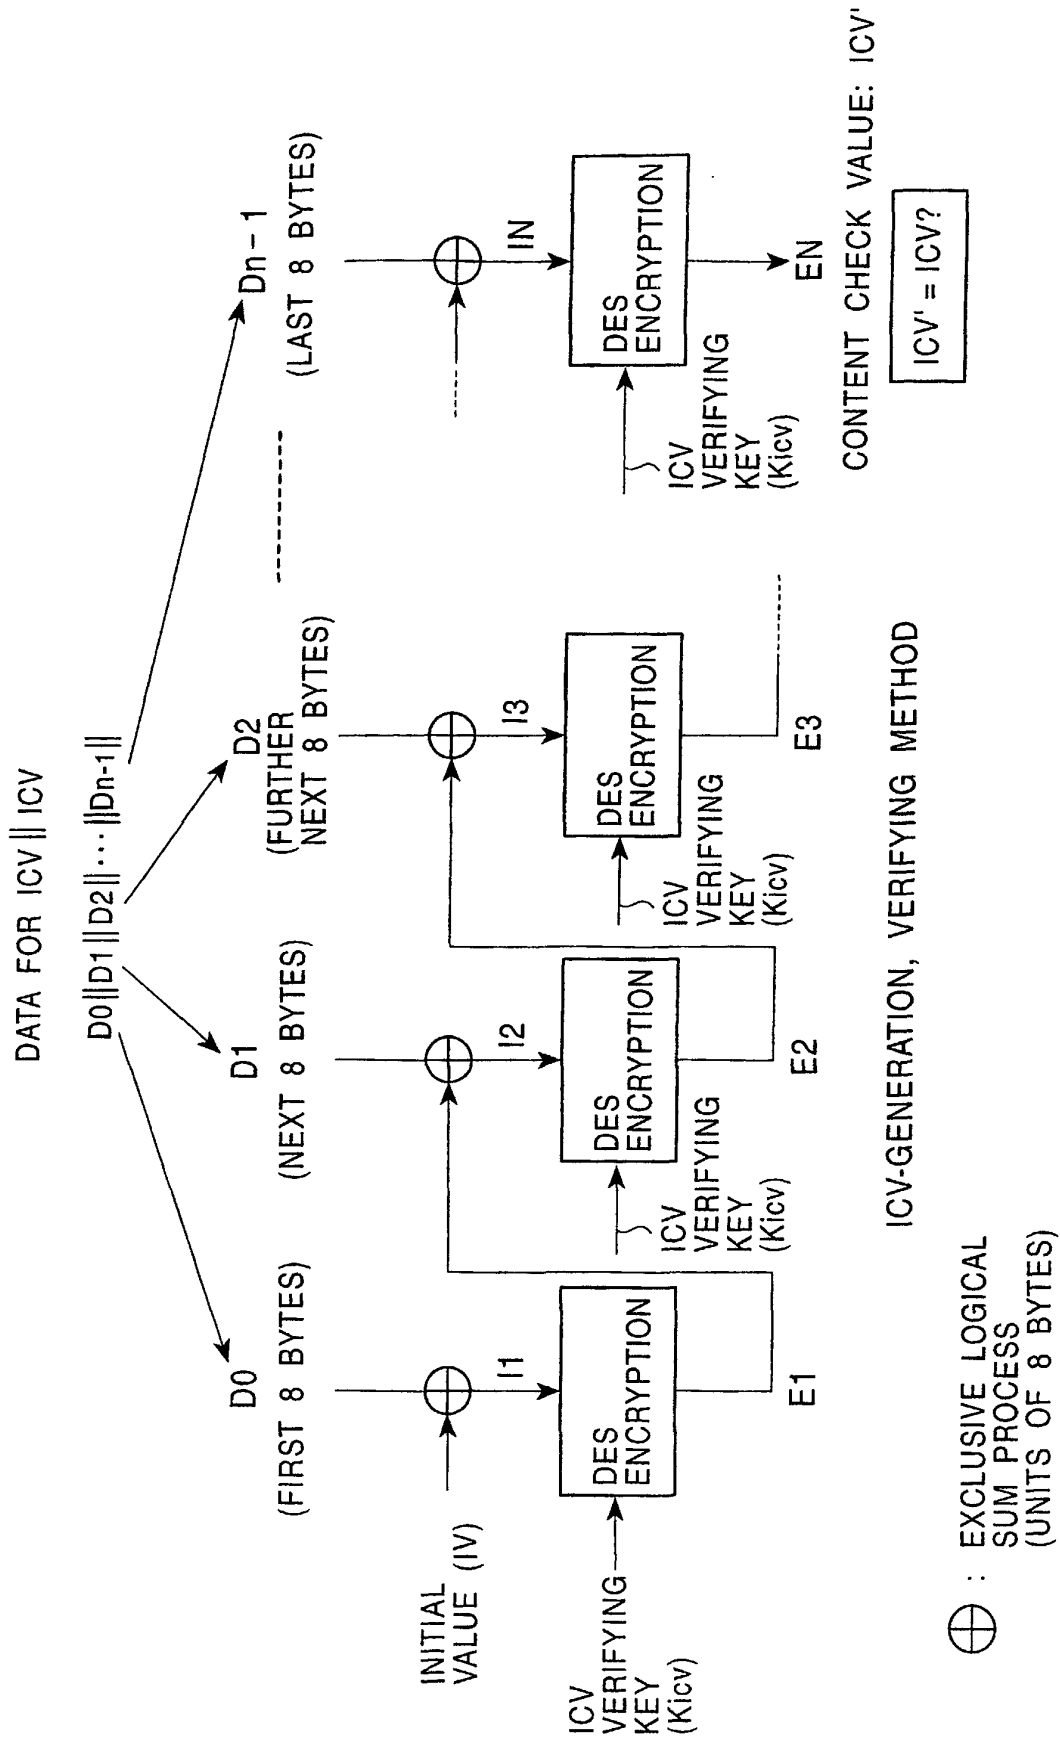 DATA FOR ICV || ICV
D0||D1||D2||···||Dn-1||
D0
(FIRST 8 BYTES)
D1
(NEXT 8 BYTES)
D2
(FURTHER
NEXT 8 BYTES)
Dn-1
(LAST 8 BYTES)
INITIAL
VALUE (IV)
I1
I2
I3
IN
DES
ENCRYPTION
DES
ENCRYPTION
DES
ENCRYPTION
DES
ENCRYPTION
ICV
VERIFYING
KEY
(Kicv)
ICV
VERIFYING
KEY
(Kicv)
ICV
VERIFYING
KEY
(Kicv)
ICV
VERIFYING
KEY
(Kicv)
E1
E2
E3
EN
CONTENT CHECK VALUE: ICV'
ICV' = ICV?
ICV-GENERATION, VERIFYING METHOD
⊕ : EXCLUSIVE LOGICAL
SUM PROCESS
(UNITS OF 8 BYTES)